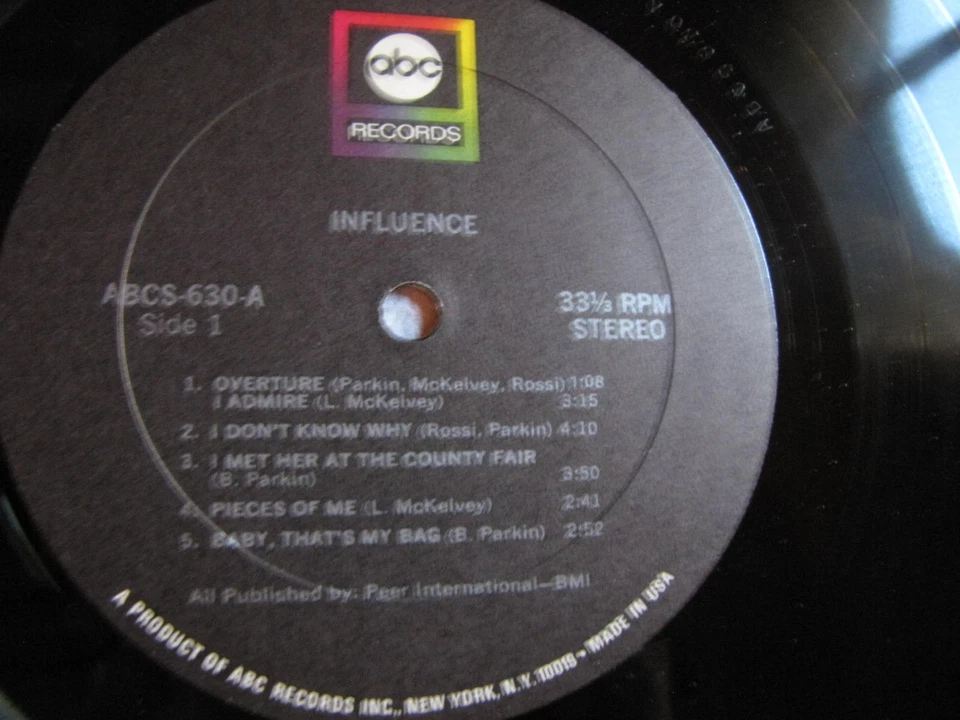 abc
RECORDS
INFLUENCE
ABCS-630-A
Side 1
33⅓ RPM
STEREO
1. OVERTURE (Parkin, McKelvey, Rossi) 1:08
I ADMIRE (L. McKelvey) 3:15
2. I DON'T KNOW WHY (Rossi, Parkin) 4:10
3. I MET HER AT THE COUNTY FAIR
(B. Parkin) 3:50
4. PIECES OF ME (L. McKelvey) 2:41
5. BABY, THAT'S MY BAG (B. Parkin) 2:52
All Published by: Peer International—BMI
A PRODUCT OF ABC RECORDS INC., NEW YORK, N.Y. 10019 • MADE IN USA